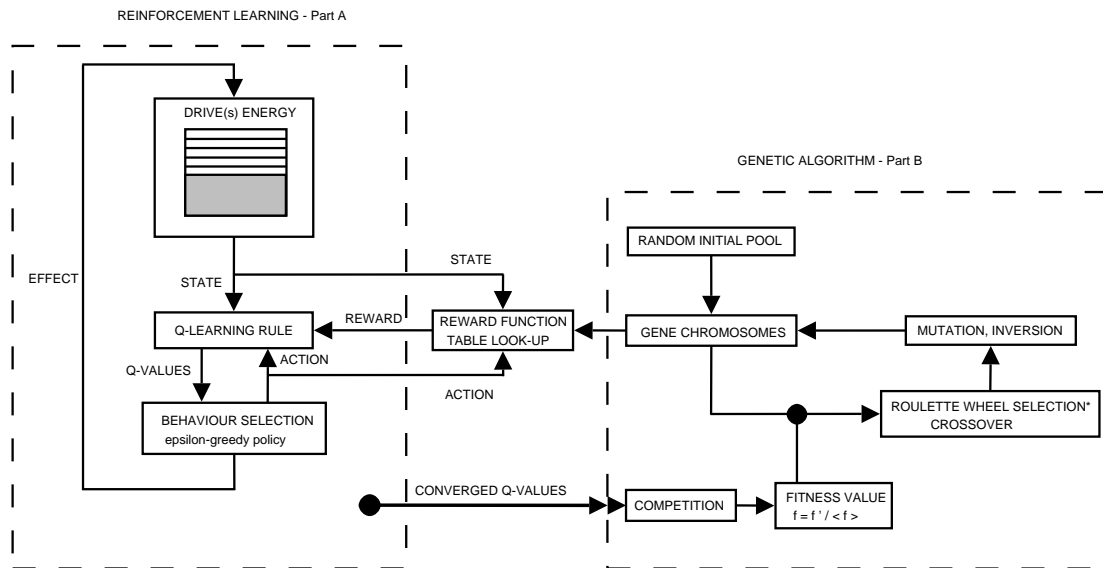 REINFORCEMENT LEARNING - Part A
DRIVE(s) ENERGY
GENETIC ALGORITHM - Part B
RANDOM INITIAL POOL
STATE
EFFECT
STATE
Q-LEARNING RULE
REWARD
REWARD FUNCTION
TABLE LOOK-UP
GENE CHROMOSOMES
MUTATION, INVERSION
ACTION
Q-VALUES
ACTION
BEHAVIOUR SELECTION
epsilon-greedy policy
ROULETTE WHEEL SELECTION*
CROSSOVER
CONVERGED Q-VALUES
COMPETITION
FITNESS VALUE
f = f ' / < f >